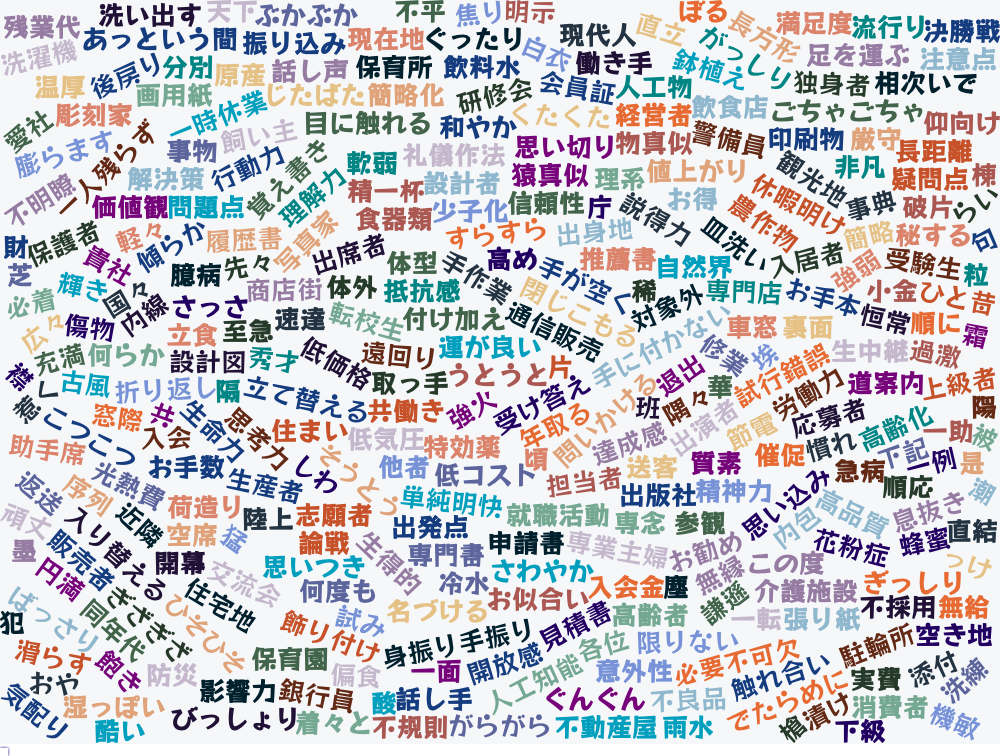 残業代 洗い出す 天下 ぶかぶか 不平 焦り 明示 ぼる 長方形 満足度 流行り 決勝戦
洗濯機 あっという間 振り込み 現在地 ぐったり 白衣 現代人 直立 がっしり 足を運ぶ 注意点
温厚 後戻り 分別 原産 話し声 保育所 飲料水 働き手 鉢植え 独身者 相次いで
画用紙 じたばた 簡略化 研修会 会員証 人工物
愛社 彫刻家 一時休業 目に触れる 和やか くたくた 経営者 飲食店 ごちゃごちゃ 仰向け
膨らます 一人残らず 事物 飼い主 軟弱 礼儀作法 思い切り 物真似 警備員 印刷物 厳守 長距離
不明瞭 解決策 行動力 覚え書き 理解力 精一杯 設計者 猿真似 理系 値上がり 観光地 非凡 疑問点 棟
価値観 問題点 食器類 少子化 信頼性 庁 説得力 お得 休暇明け 事典 破片 らい
財 保護者 軽々 傾らか 履歴書 写真家 出席者 すらすら 出身地 皿洗い 農作物 簡略 秘する 句
芝 貴社 臆病 先々 体型 手作業 高め 手が空く 推薦書 自然界 入居者 強弱 受験生 粒
必着 輝き 国々 内線 さっさ 商店街 体外 抵抗感 閉じこもる 稀 対象外 専門店 お手本 小金 ひと 苛
広々 傷物 立食 至急 速達 転校生 付け加え 通信販売 手に付かない 車窓 裏面 恒常 順に 霜
充満 何らか 設計図 秀才 低価格 遠回り 運が良い 片 修業 挨 生中継 過激
襟 古風 折り返し 隔 立て替える 取っ手 うとうと 受け答え 退出 華 試行錯誤 労働力 道案内 上級者
惹く こつこつ 窓際 共 生命力 思考力 共働き 強火 年取る 問いかける 班 隅々 応募者 陽
助手席 入会 住まい 低気圧 特効薬 頃 達成感 出演者 節電 慣れ 高齢化 一助 被
光熱費 お手数 しわ そうとう 他者 低コスト 担当者 送客 質素 催促 急病 下記 一例 是
返送 序列 近隣 荷造り 生産者 単純明快 出版社 精神力 思い込み 順応 潮
頑丈 入り替える 空席 猛 陸上 志願者 出発点 就職活動 専念 参観 内包 高品質 息抜き 直結
墨 販売者 開幕 論戦 生得的 専門書 申請書 専業主婦 お勧め 花粉症 蜂蜜
円満 交流会 思いつき 冷水 さわやか 無縁 この度 つけ
ばっさり 同年代 ぎざぎざ 住宅地 何度も 名づける お似合い 入会金 塵 謙遜 介護施設 ぎっしり
犯 ひそひそ 飾り付け 試み 身振り手振り 見積書 高齢者 一転 張り紙 不採用 無給
滑らす 飽き 保育園 開放感 各位 限りない 駐輪所 空き地
おや 防災 影響力 銀行員 偏食 一面 人工知能 意外性 必要不可欠 触れ合い 実費 添付 洗練
気配り 湿っぽい 酸 話し手 ぐんぐん 不良品 でたらめに 槍 漬け 消費者 機敏
酷い びっしょり 着々と 不規則 がらがら 不動産屋 雨水 下級